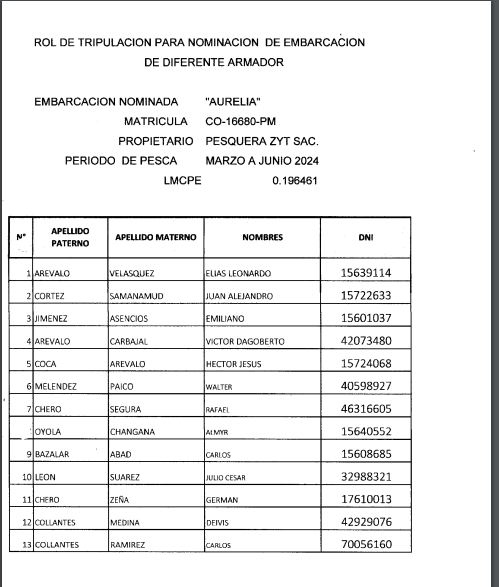 ROL DE TRIPULACION PARA NOMINACION DE EMBARCACION
DE DIFERENTE ARMADOR
EMBARCACION NOMINADA "AURELIA"
MATRICULA CO-16680-PM
PROPIETARIO PESQUERA ZYT SAC.
PERIODO DE PESCA MARZO A JUNIO 2024
LMCPE 0.196461
N° APELLIDO PATERNO APELLIDO MATERNO NOMBRES DNI
1 AREVALO VELASQUEZ ELIAS LEONARDO 15639114
2 CORTEZ SAMANAMUD JUAN ALEJANDRO 15722633
3 JIMENEZ ASENCIOS EMILIANO 15601037
4 AREVALO CARBAJAL VICTOR DAGOBERTO 42073480
5 COCA AREVALO HECTOR JESUS 15724068
6 MELENDEZ PAICO WALTER 40598927
7 CHERO SEGURA RAFAEL 46316605
OYOLA CHANGANA ALMYR 15640552
9 BAZALAR ABAD CARLOS 15608685
10 LEON SUAREZ JULIO CESAR 32988321
11 CHERO ZEÑA GERMAN 17610013
12 COLLANTES MEDINA DEIVIS 42929076
13 COLLANTES RAMIREZ CARLOS 70056160